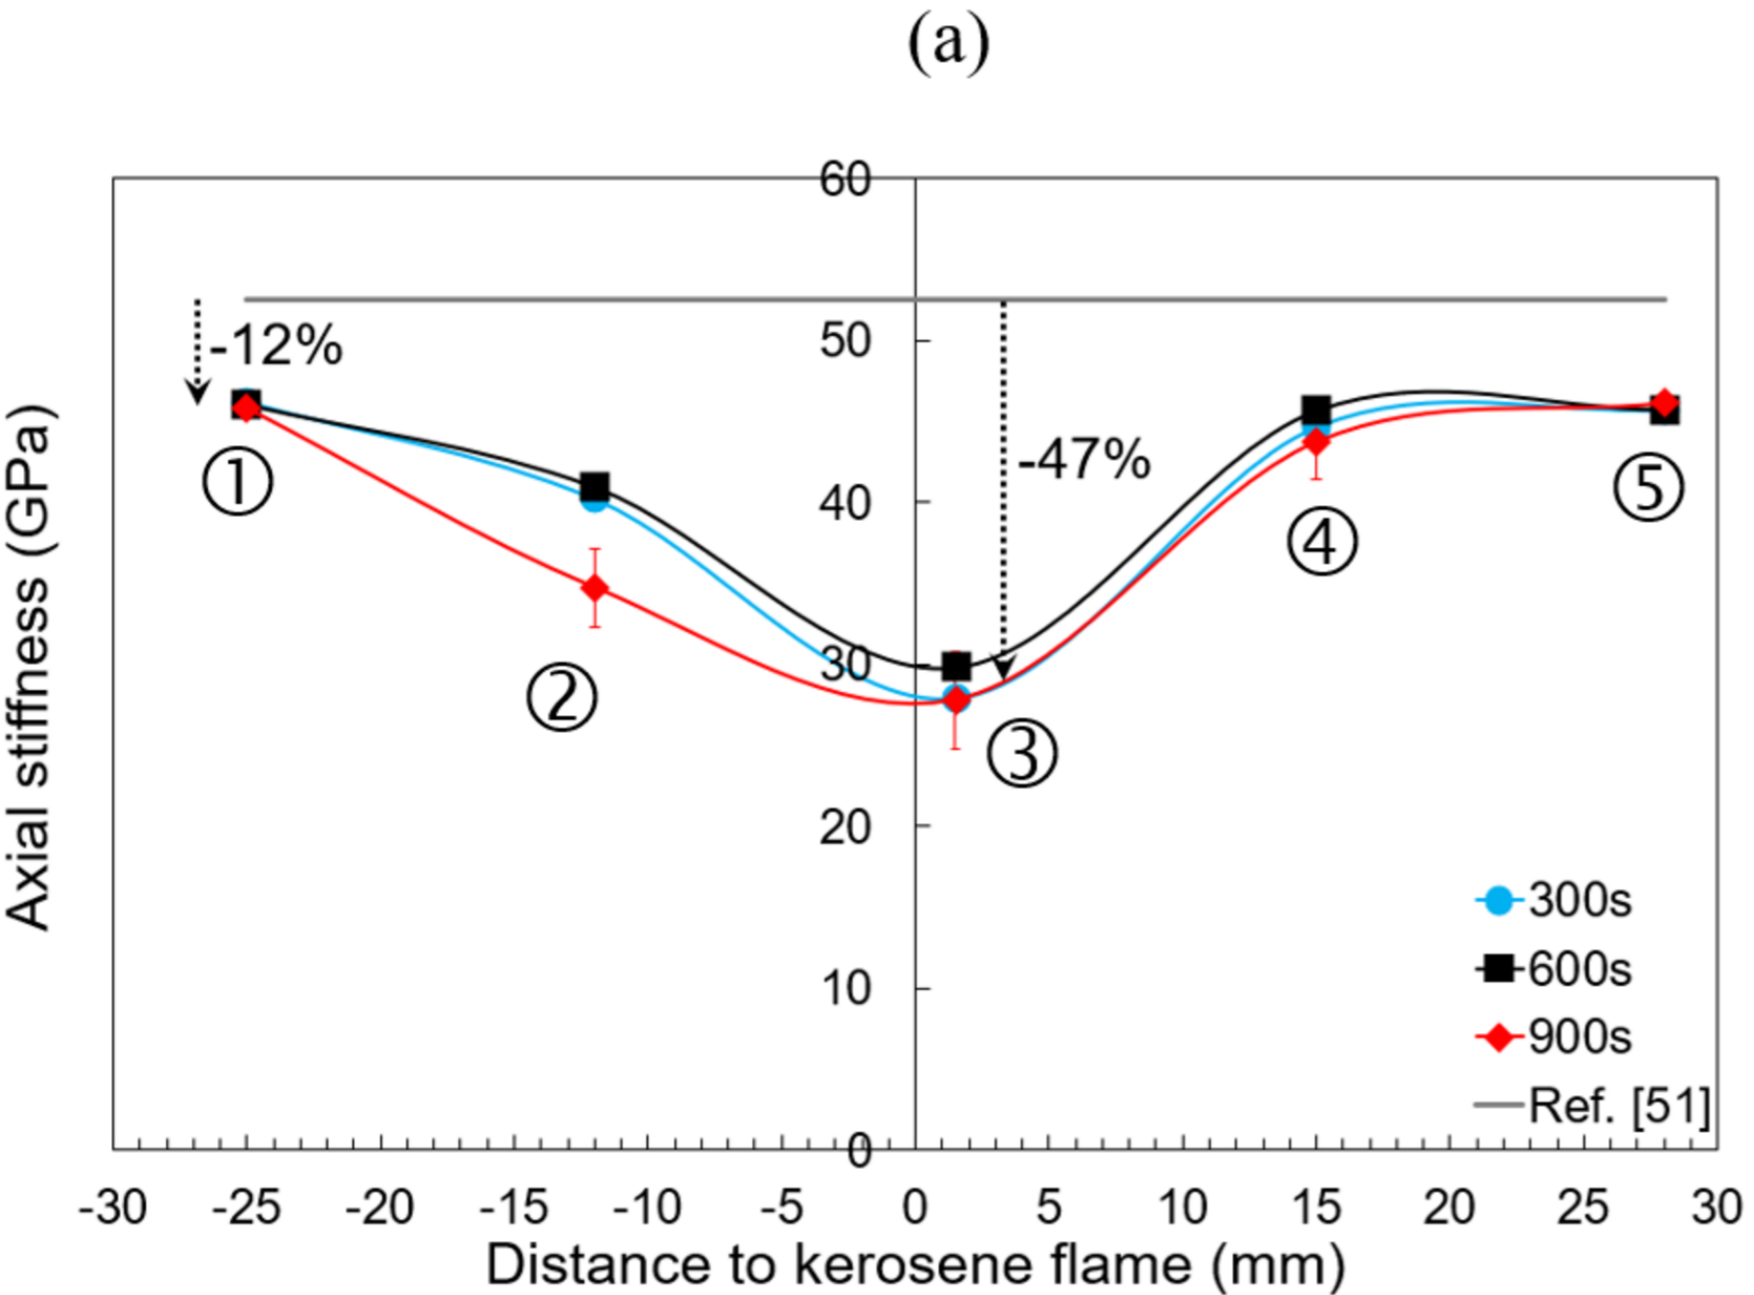 (a)
60
50
40
30
20
10
0
Axial stiffness (GPa)
-12%
-47%
①
②
③
④
⑤
300s
600s
900s
Ref. [51]
-30 -25 -20 -15 -10 -5 0 5 10 15 20 25 30
Distance to kerosene flame (mm)